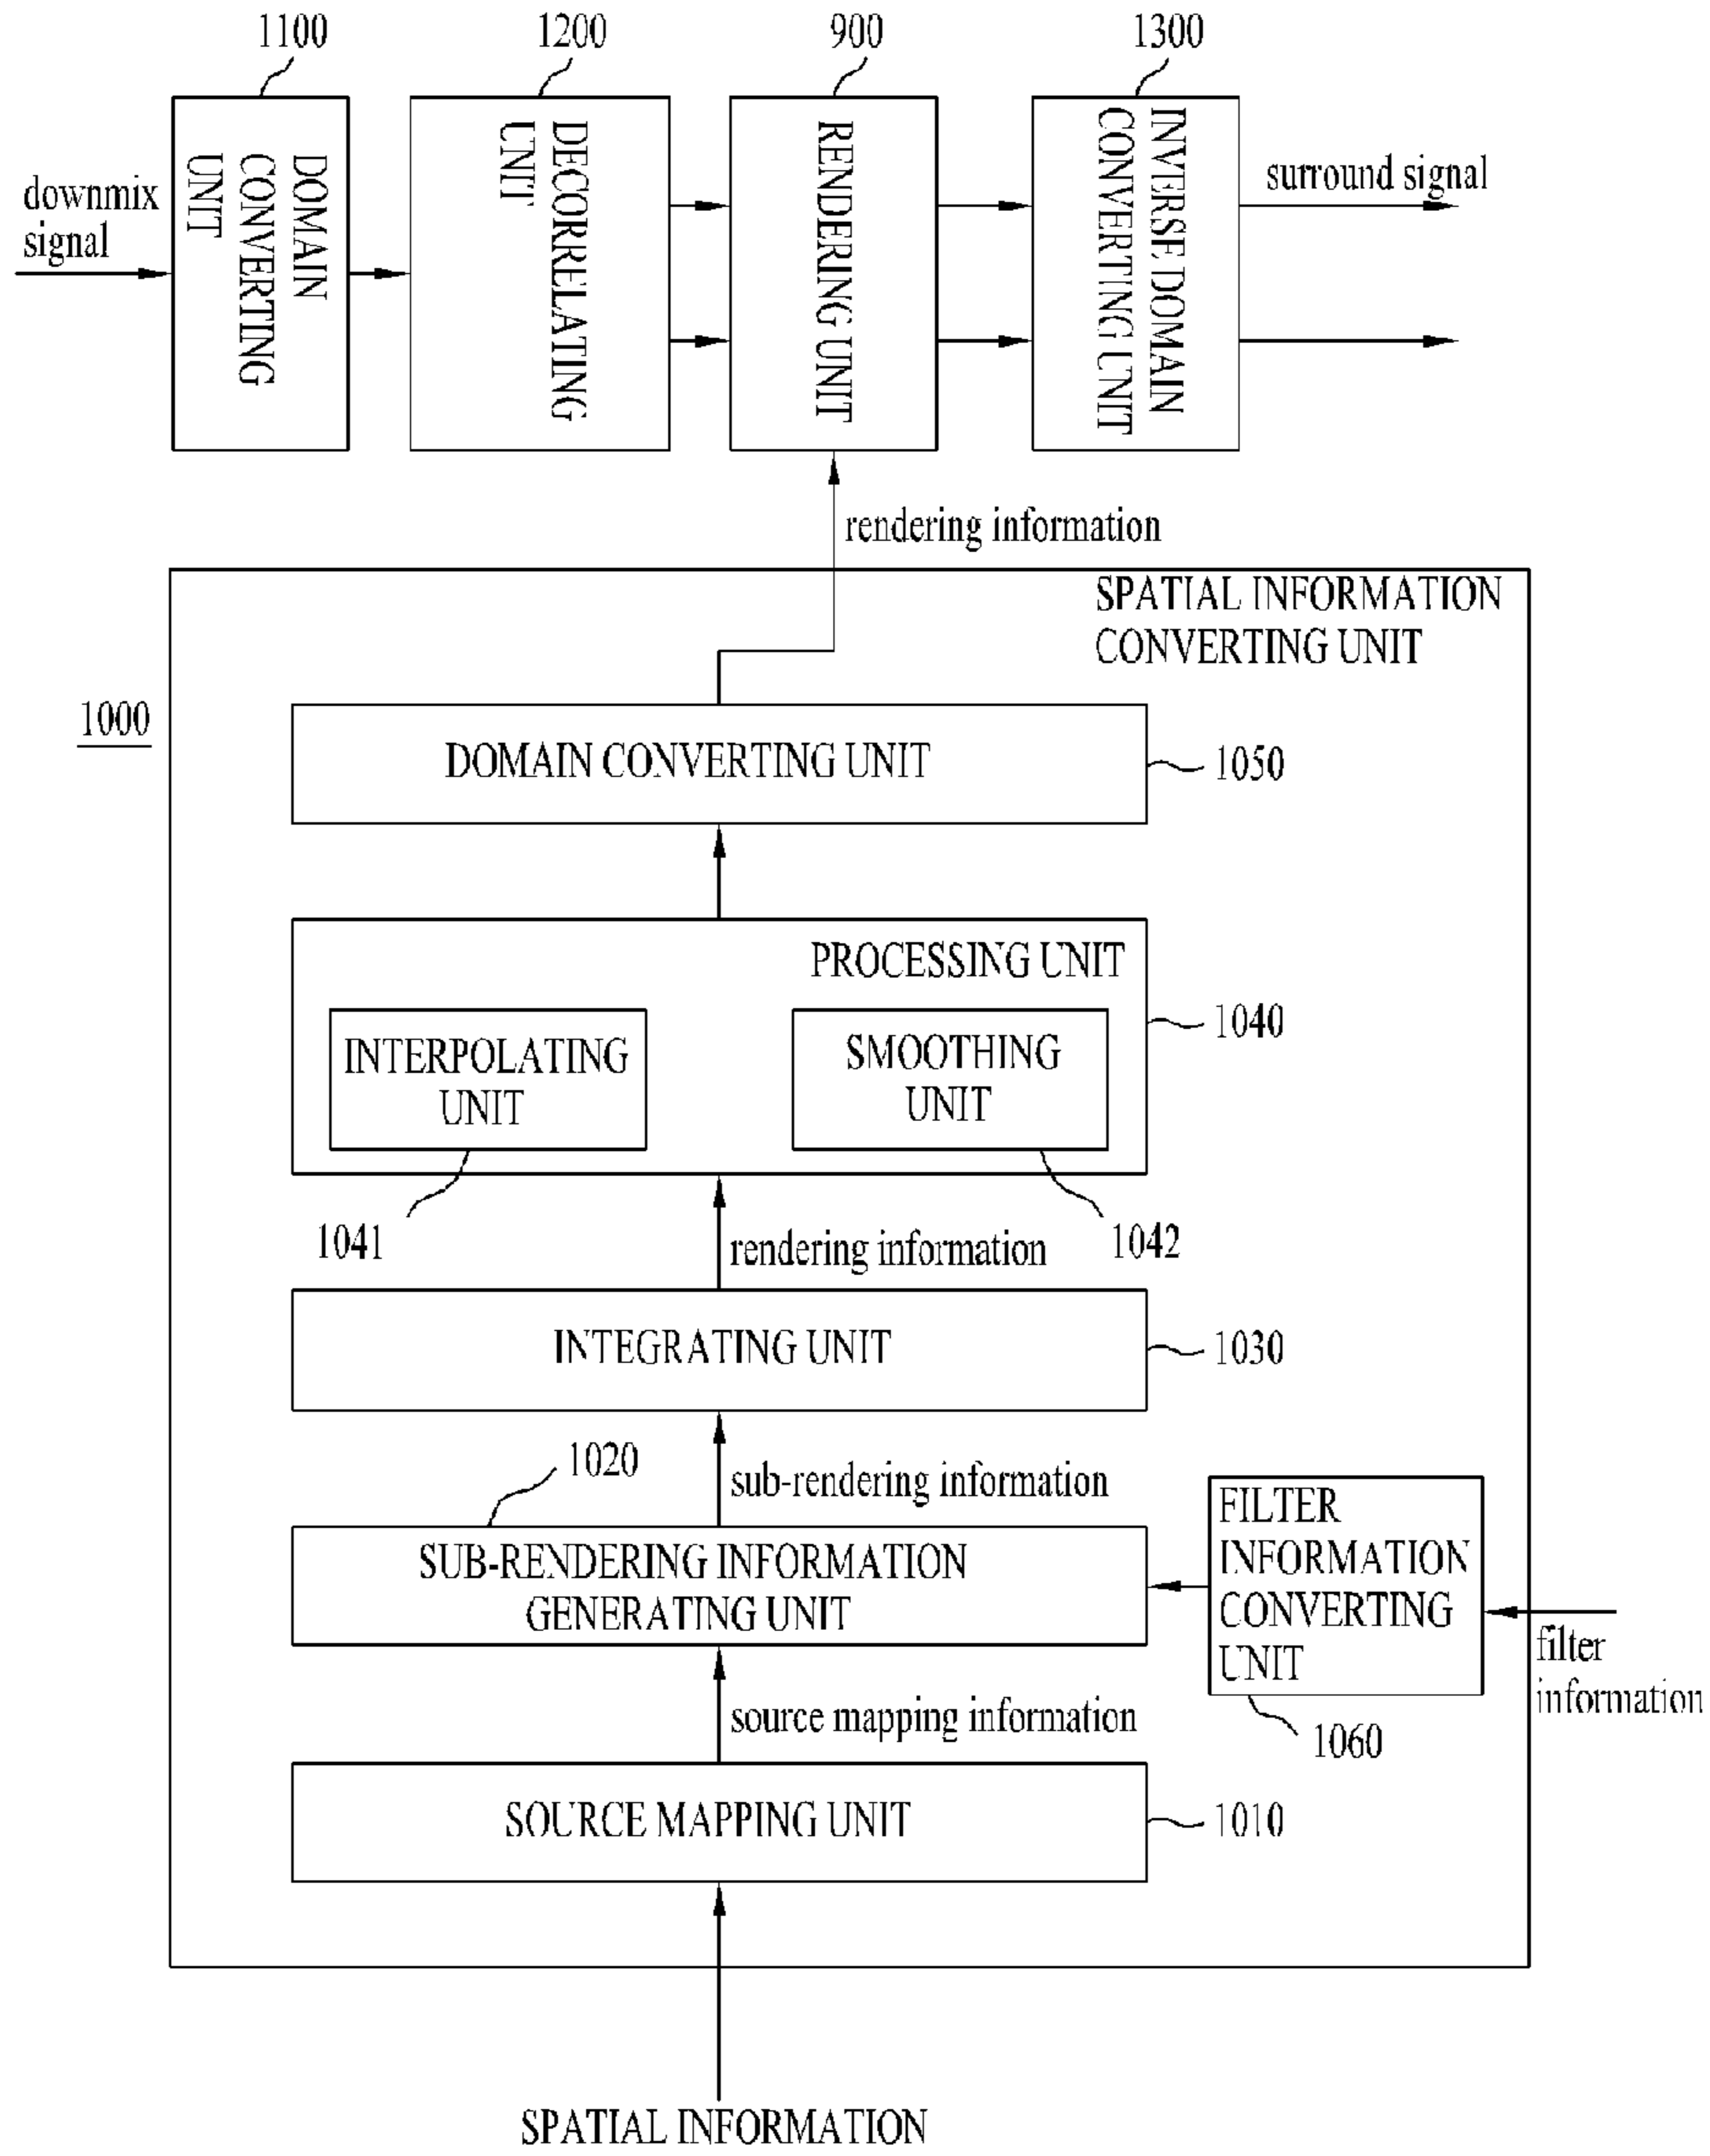 1100
1200
900
1300
downmix
signal
DOMAIN
CONVERTING
UNIT
DECORRELATING
UNIT
RENDERING UNIT
INVERSE DOMAIN
CONVERTING UNIT
surround signal
rendering information
SPATIAL INFORMATION
CONVERTING UNIT
1000
DOMAIN CONVERTING UNIT
1050
PROCESSING UNIT
1040
INTERPOLATING
UNIT
SMOOTHING
UNIT
1041
1042
rendering information
INTEGRATING UNIT
1030
1020
sub-rendering information
SUB-RENDERING INFORMATION
GENERATING UNIT
FILTER
INFORMATION
CONVERTING
UNIT
filter
information
1060
source mapping information
SOURCE MAPPING UNIT
1010
SPATIAL INFORMATION